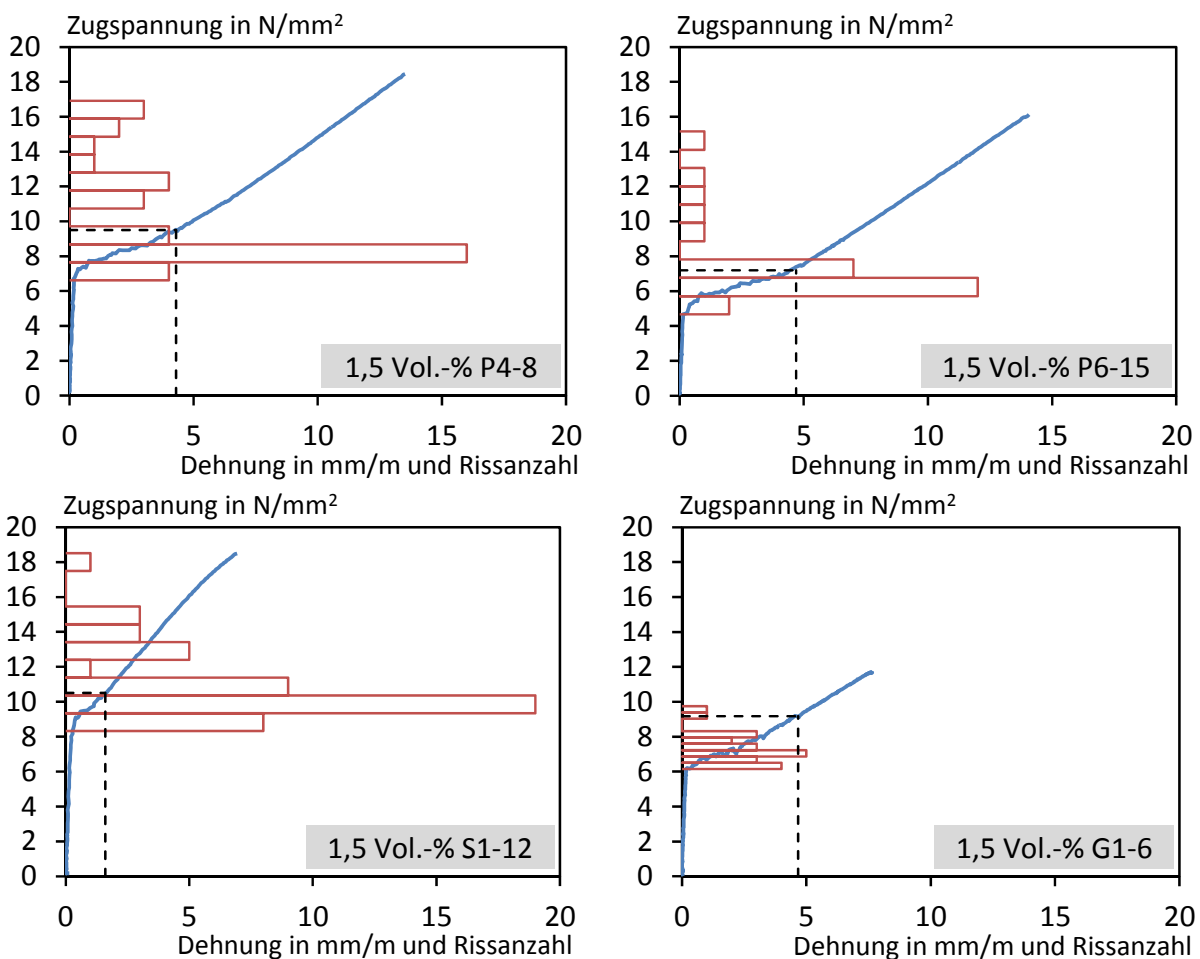 Zugspannung in N/mm²
20
18
16
14
12
10
8
6
4
2
0
1,5 Vol.-% P4-8
0 5 10 15 20
Dehnung in mm/m und Rissanzahl
Zugspannung in N/mm²
20
18
16
14
12
10
8
6
4
2
0
1,5 Vol.-% P6-15
0 5 10 15 20
Dehnung in mm/m und Rissanzahl
Zugspannung in N/mm²
20
18
16
14
12
10
8
6
4
2
0
1,5 Vol.-% S1-12
0 5 10 15 20
Dehnung in mm/m und Rissanzahl
Zugspannung in N/mm²
20
18
16
14
12
10
8
6
4
2
0
1,5 Vol.-% G1-6
0 5 10 15 20
Dehnung in mm/m und Rissanzahl